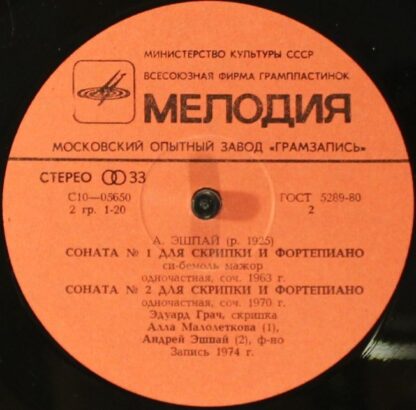 МИНИСТЕРСТВО КУЛЬТУРЫ СССР
ВСЕСОЮЗНАЯ ФИРМА ГРАМПЛАСТИНОК
МЕЛОДИЯ
МОСКОВСКИЙ ОПЫТНЫЙ ЗАВОД «ГРАМЗАПИСЬ»
СТЕРЕО 33
С10—05650 ГОСТ 5289-80
2 гр. 1-20 2
А. ЭШПАЙ (р. 1925)
СОНАТА № 1 ДЛЯ СКРИПКИ И ФОРТЕПИАНО
си-бемоль мажор
одночастная, соч. 1963 г.
СОНАТА № 2 ДЛЯ СКРИПКИ И ФОРТЕПИАНО
одночастная, соч. 1970 г.
Эдуард Грач, скрипка
Алла Малолеткова (1),
Андрей Эшпай (2), ф-но
Запись 1974 г.